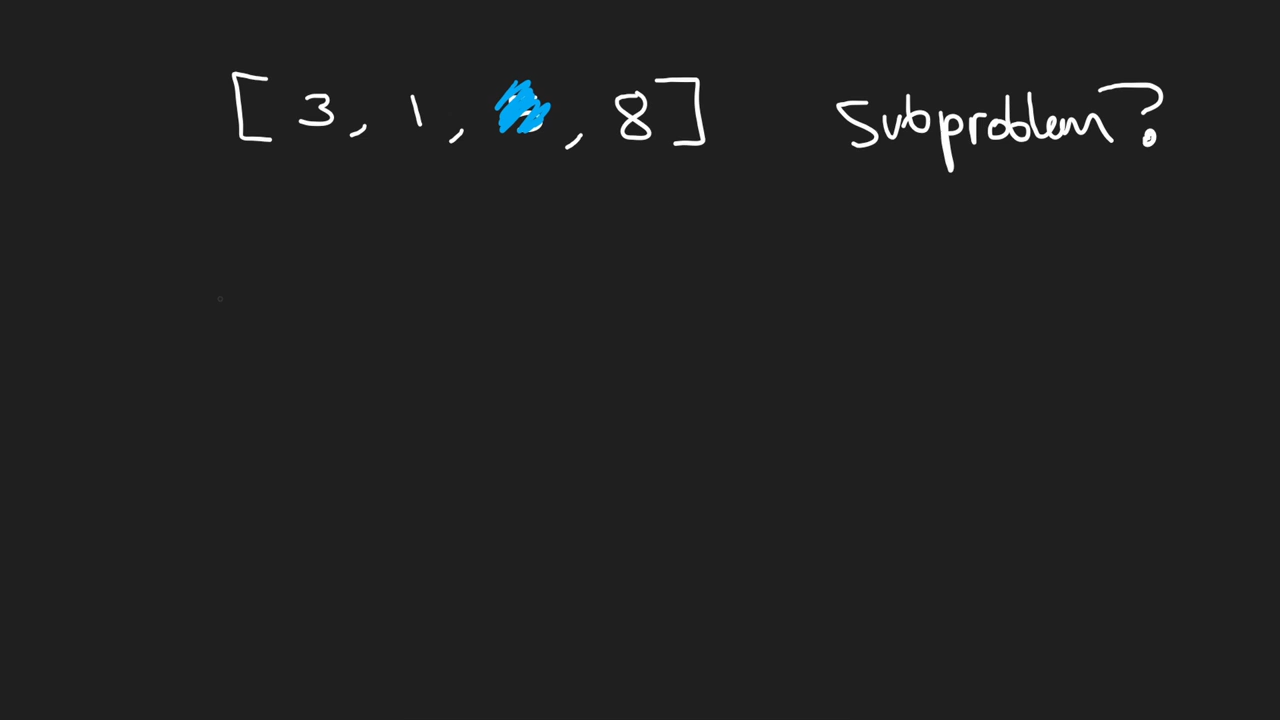 [ 3, 1, , 8] Subproblem?